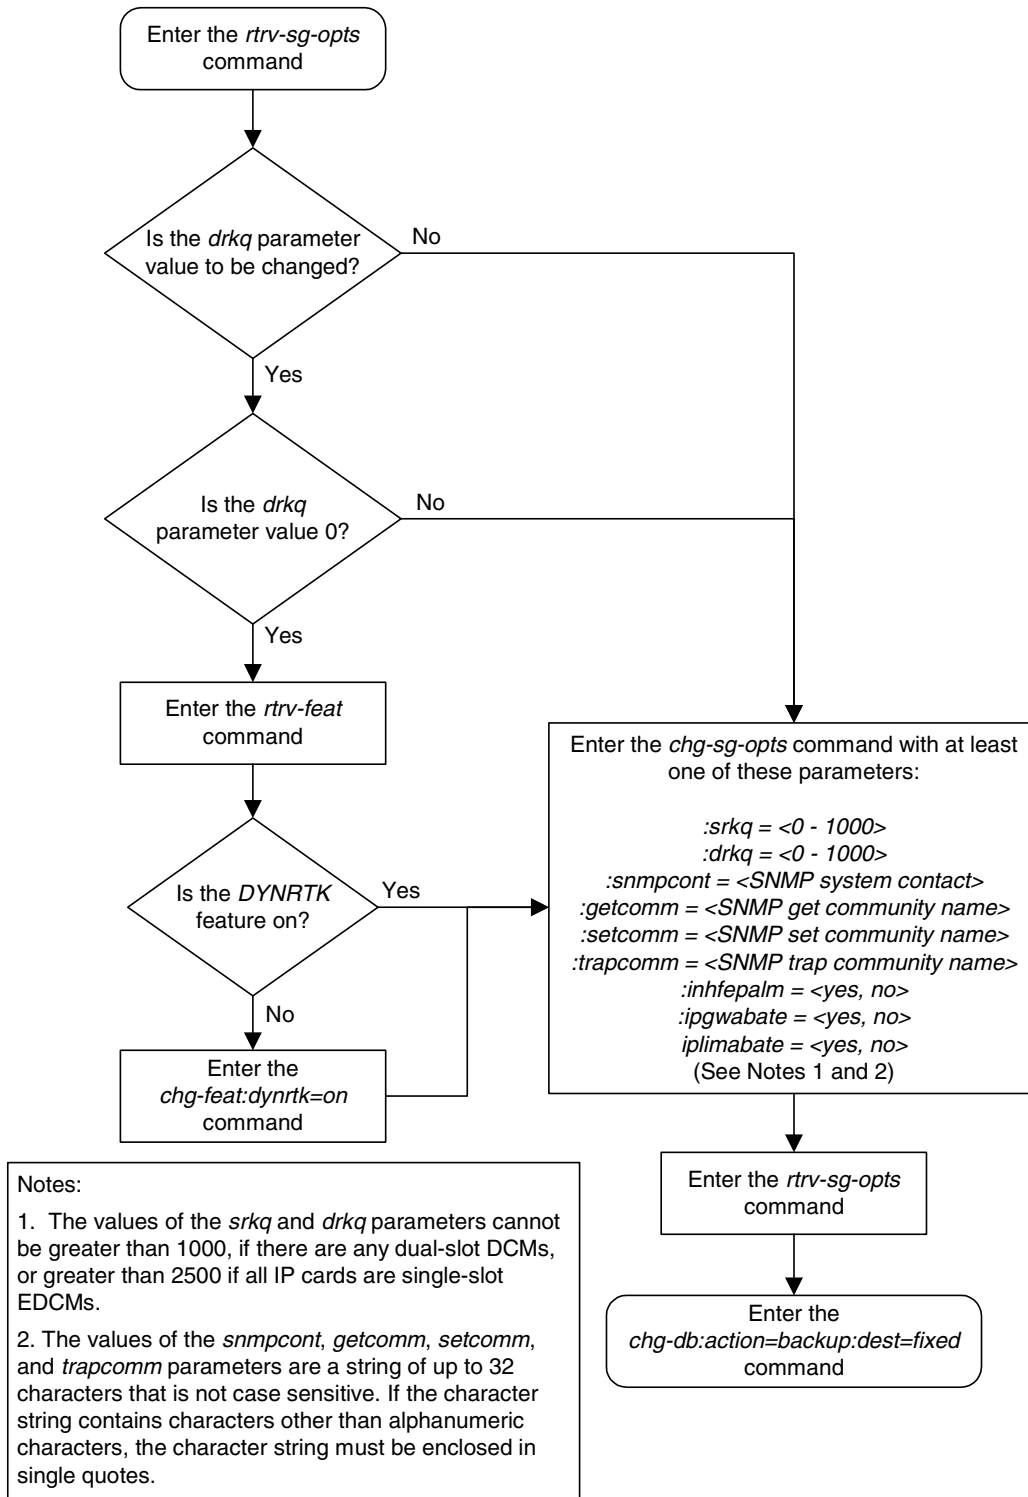 Enter the rtrv-sg-opts
command
Is the drkq parameter
value to be changed?
No
Yes
Is the drkq
parameter value 0?
No
Yes
Enter the rtrv-feat
command
Is the DYNRTK
feature on?
Yes
No
Enter the
chg-feat:dynrtk=on
command
Enter the chg-sg-opts command with at least
one of these parameters:
:srkq = <0 - 1000>
:drkq = <0 - 1000>
:snmpcont = <SNMP system contact>
:getcomm = <SNMP get community name>
:setcomm = <SNMP set community name>
:trapcomm = <SNMP trap community name>
:inhfepalm = <yes, no>
:ipgwabate = <yes, no>
iplimabate = <yes, no>
(See Notes 1 and 2)
Enter the rtrv-sg-opts
command
Enter the
chg-db:action=backup:dest=fixed
command
Notes:
1. The values of the srkq and drkq parameters cannot
be greater than 1000, if there are any dual-slot DCMs,
or greater than 2500 if all IP cards are single-slot
EDCMs.
2. The values of the snmpcont, getcomm, setcomm,
and trapcomm parameters are a string of up to 32
characters that is not case sensitive. If the character
string contains characters other than alphanumeric
characters, the character string must be enclosed in
single quotes.